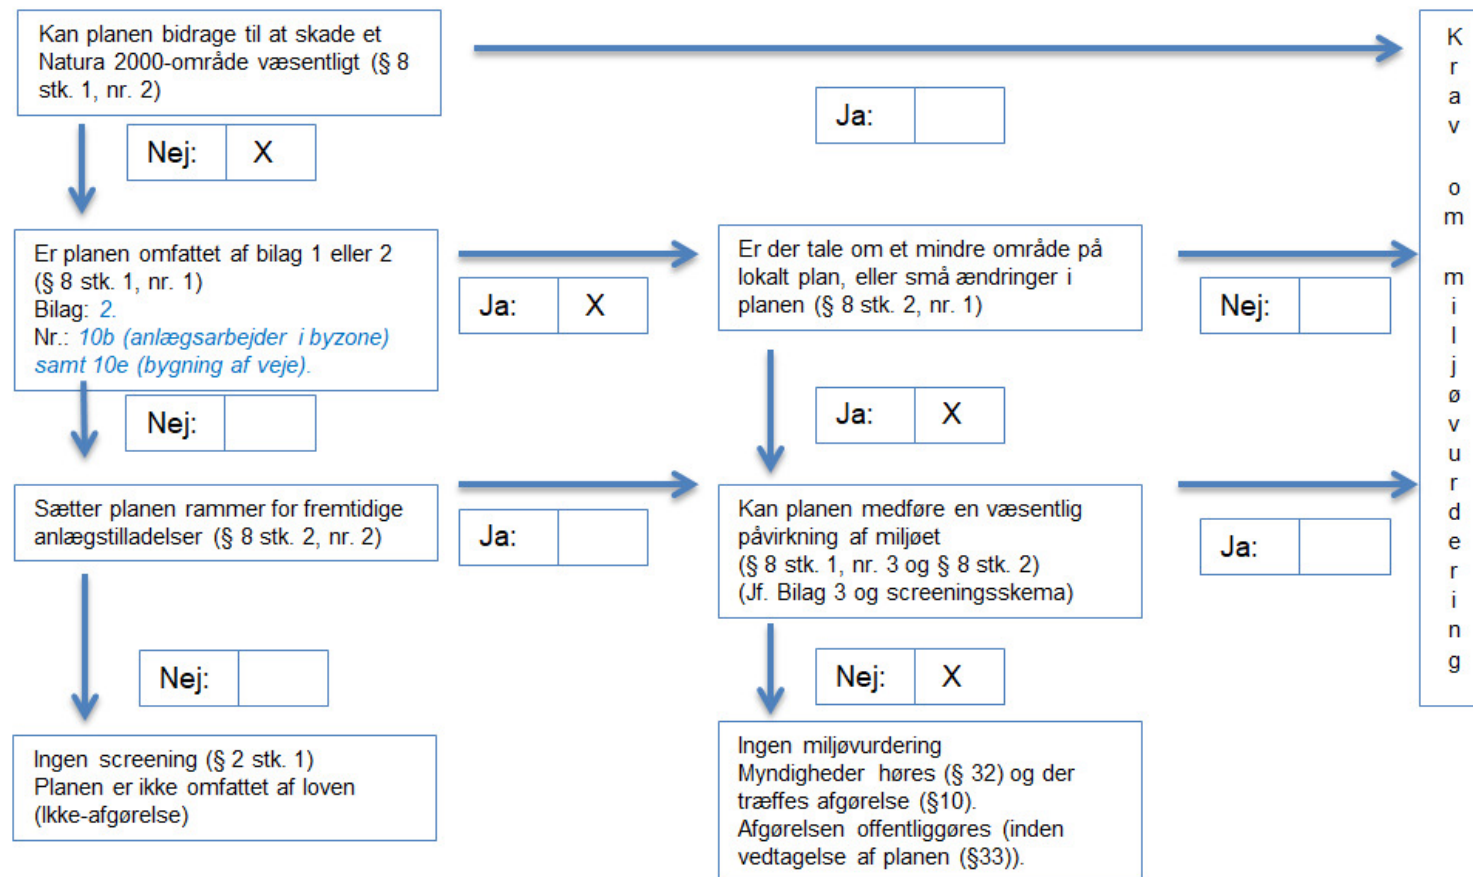 Kan planen bidrage til at skade et
Natura 2000-område væsentligt (§ 8
stk. 1, nr. 2)
Ja:
Nej: X
Er planen omfattet af bilag 1 eller 2
(§ 8 stk. 1, nr. 1)
Bilag: 2.
Nr.: 10b (anlægsarbejder i byzone)
samt 10e (bygning af veje).
Ja: X
Er der tale om et mindre område på
lokalt plan, eller små ændringer i
planen (§ 8 stk. 2, nr. 1)
Nej:
Nej:
Ja: X
Sætter planen rammer for fremtidige
anlægstilladelser (§ 8 stk. 2, nr. 2)
Ja:
Kan planen medføre en væsentlig
påvirkning af miljøet
(§ 8 stk. 1, nr. 3 og § 8 stk. 2)
(Jf. Bilag 3 og screeningsskema)
Ja:
Nej:
Nej: X
Ingen screening (§ 2 stk. 1)
Planen er ikke omfattet af loven
(Ikke-afgørelse)
Ingen miljøvurdering
Myndigheder høres (§ 32) og der
træffes afgørelse (§10).
Afgørelsen offentliggøres (inden
vedtagelse af planen (§33)).
Krav om miljøvurdering